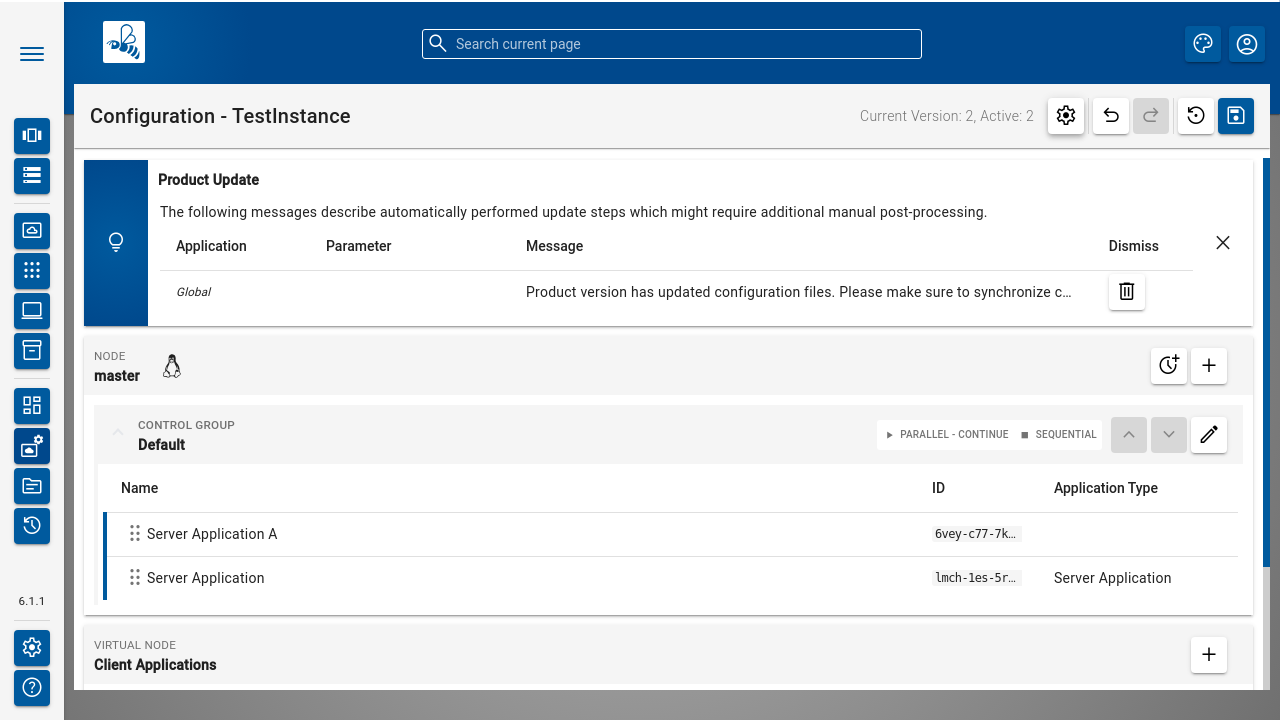 Search current page
Configuration - TestInstance
Current Version: 2, Active: 2
Product Update
The following messages describe automatically performed update steps which might require additional manual post-processing.
Application Parameter Message Dismiss
Global Product version has updated configuration files. Please make sure to synchronize c…
NODE
master
CONTROL GROUP
Default
PARALLEL - CONTINUE SEQUENTIAL
Name ID Application Type
Server Application A 6vey-c77-7k…
Server Application lmch-1es-5r… Server Application
6.1.1
VIRTUAL NODE
Client Applications